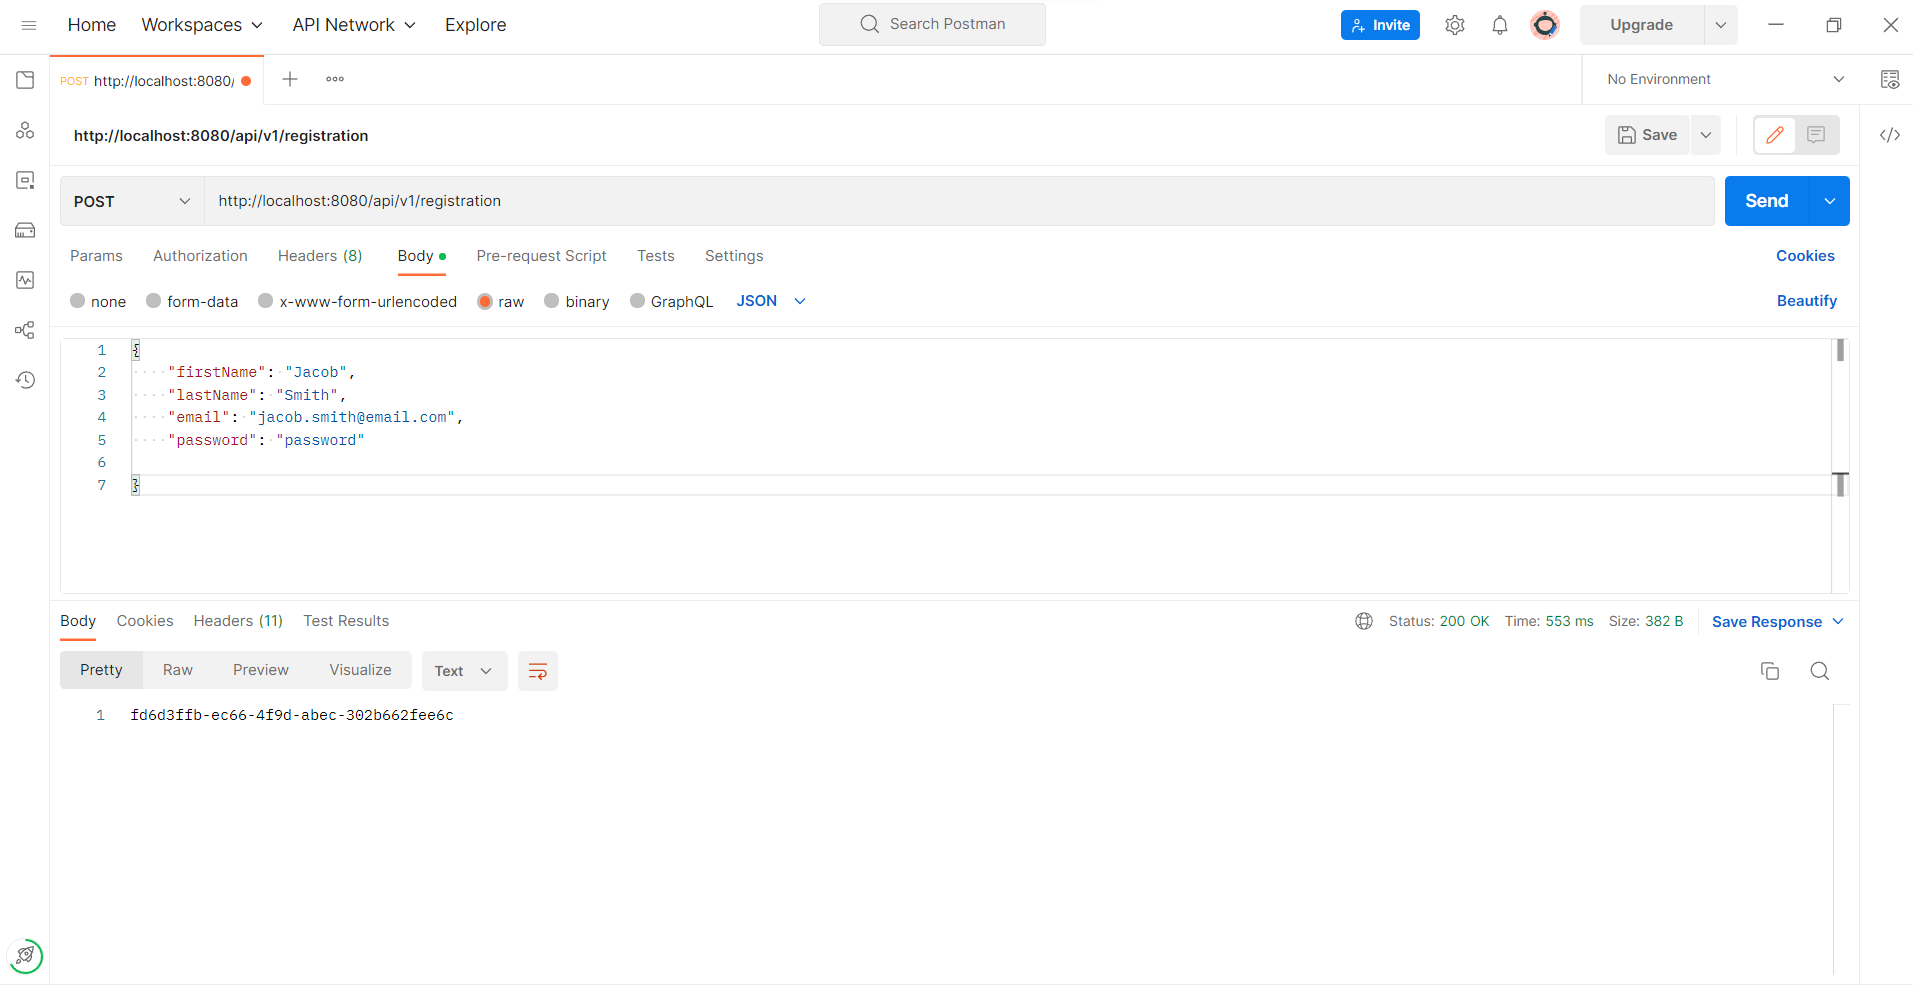 Home Workspaces API Network Explore Search Postman Invite Upgrade
POST http://localhost:8080/ No Environment
http://localhost:8080/api/v1/registration Save
POST http://localhost:8080/api/v1/registration Send
Params Authorization Headers (8) Body Pre-request Script Tests Settings Cookies
none form-data x-www-form-urlencoded raw binary GraphQL JSON Beautify
1 {
2 "firstName": "Jacob",
3 "lastName": "Smith",
4 "email": "jacob.smith@email.com",
5 "password": "password"
6
7 }
Body Cookies Headers (11) Test Results Status: 200 OK Time: 553 ms Size: 382 B Save Response
Pretty Raw Preview Visualize Text
1 fd6d3ffb-ec66-4f9d-abec-302b662fee6c